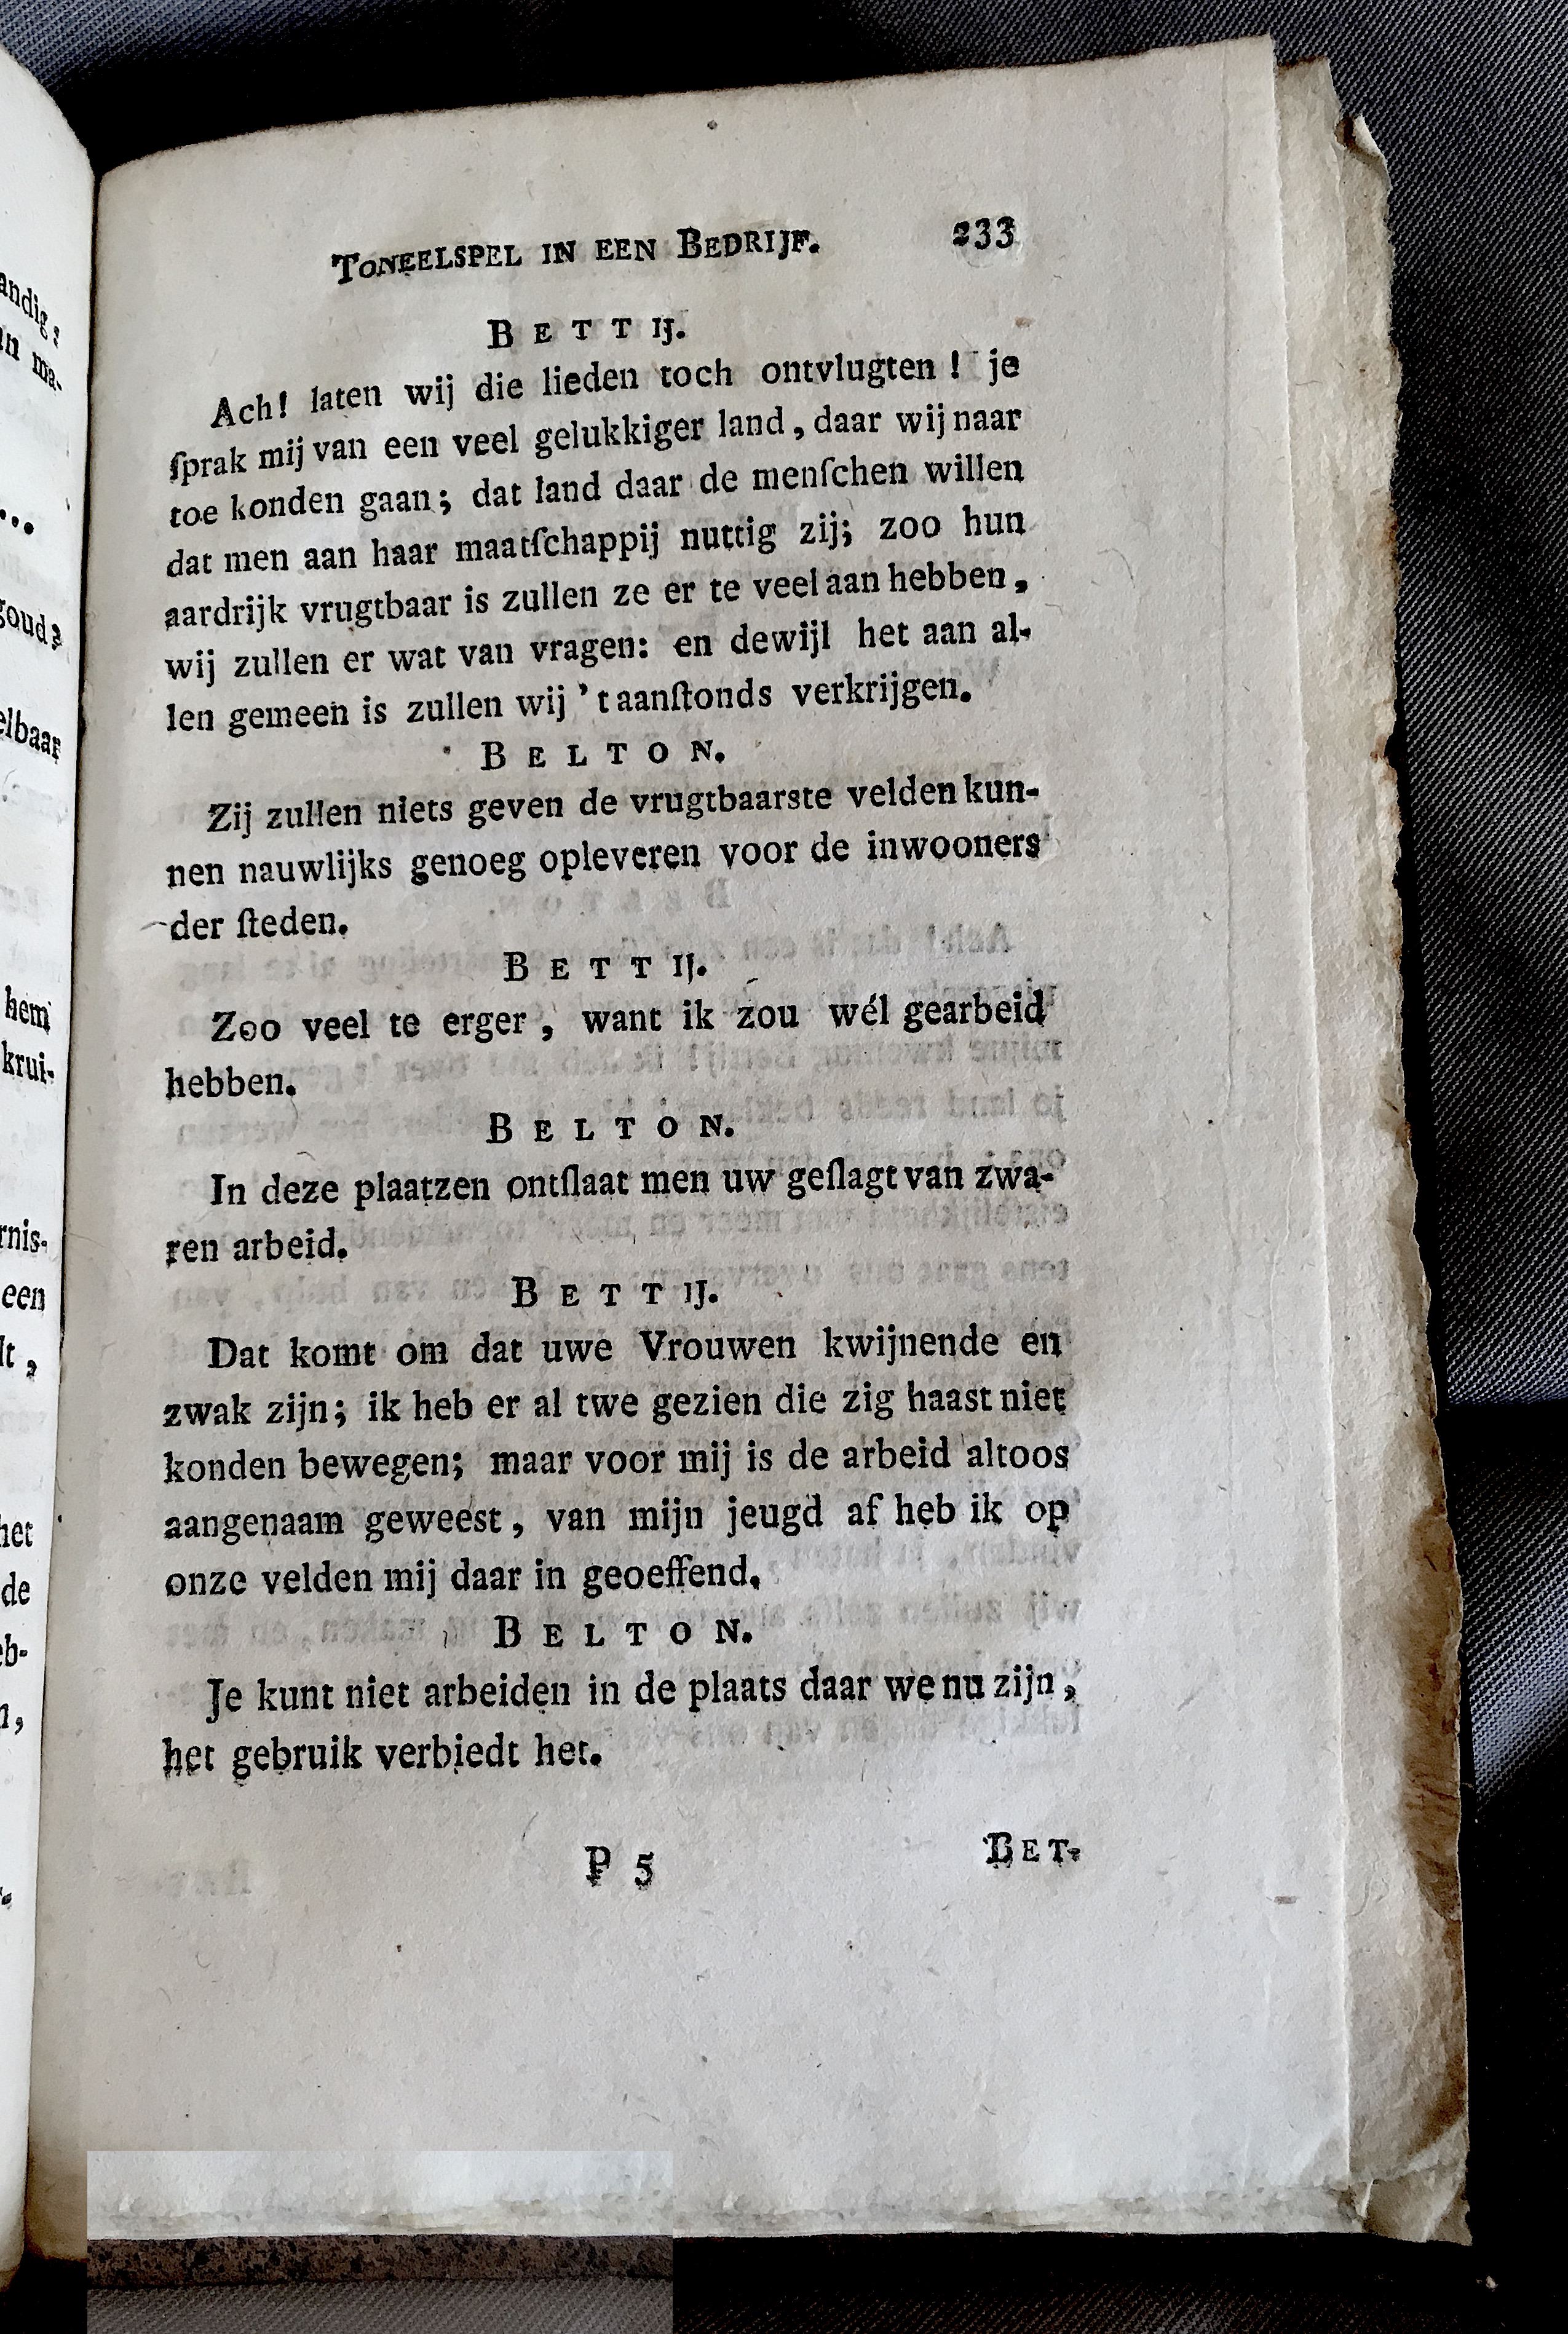 TONEELSPEL IN EEN BEDRIJF. 233
BETTIJ.
Ach! laten wij die lieden toch ontvlugten! je
ſprak mij van een veel gelukkiger land, daar wij naar
toe konden gaan; dat land daar de menſchen willen
dat men aan haar maatſchappij nuttig zij; zoo hun
aardrijk vrugtbaar is zullen ze er te veel aan hebben,
wij zullen er wat van vragen: en dewijl het aan al-
len gemeen is zullen wij 't aanſtonds verkrijgen.
BELTON.
Zij zullen niets geven de vrugtbaarste velden kun-
nen nauwlijks genoeg opleveren voor de inwooners
der ſteden.
BETTIJ.
Zoo veel te erger, want ik zou wél gearbeid
hebben.
BELTON.
In deze plaatzen ontſlaat men uw geſlagt van zwa-
ren arbeid.
BETTIJ.
Dat komt om dat uwe Vrouwen kwijnende en
zwak zijn; ik heb er al twe gezien die zig haast niet
konden bewegen; maar voor mij is de arbeid altoos
aangenaam geweest, van mijn jeugd af heb ik op
onze velden mij daar in geoeffend.
BELTON.
Je kunt niet arbeiden in de plaats daar we nu zijn,
het gebruik verbiedt het.
P 5 BET-